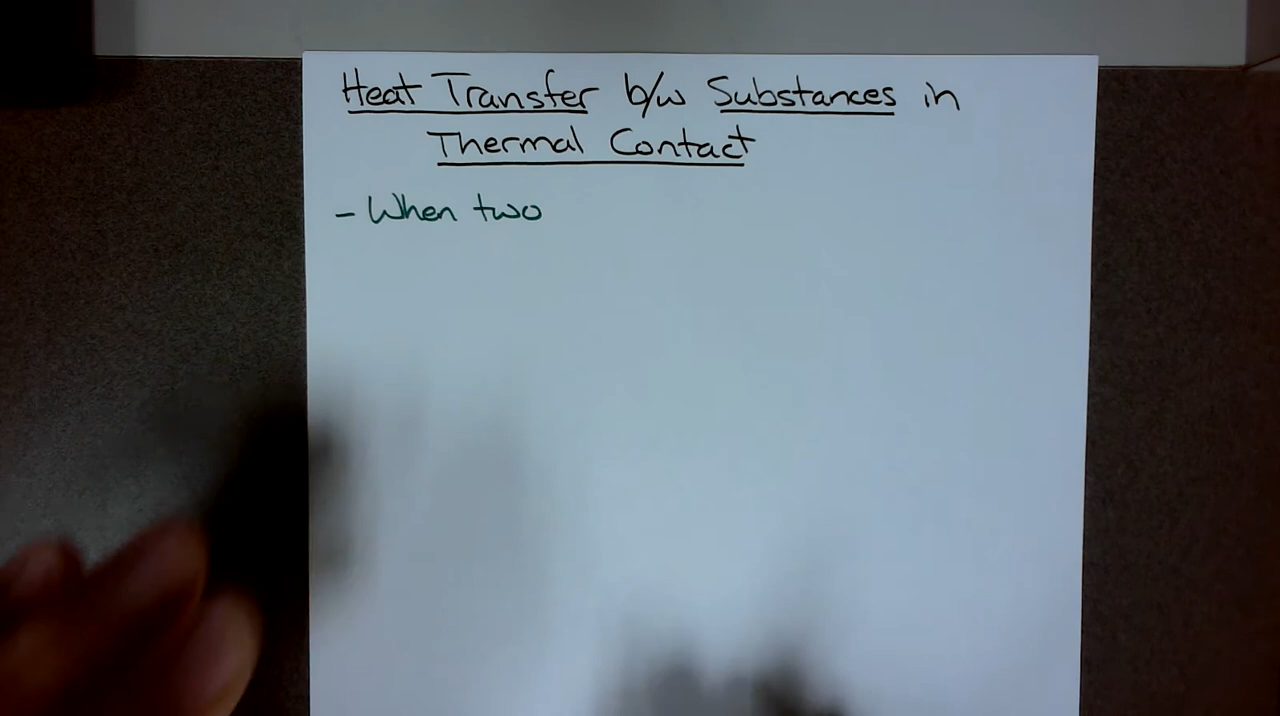 Heat Transfer b/w Substances in
Thermal Contact
- When two